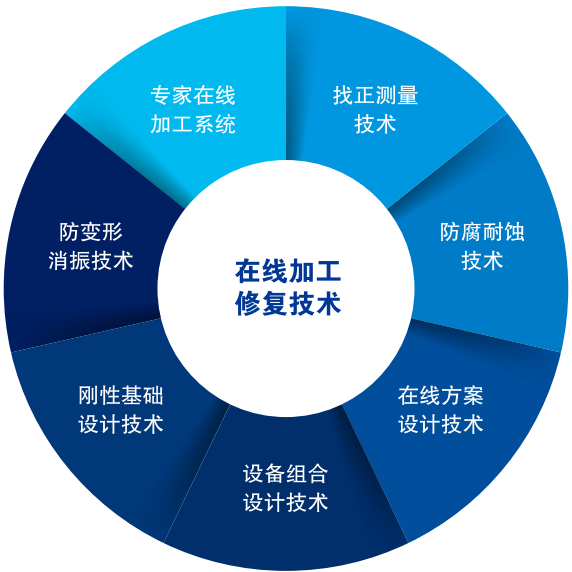 专家在线
加工系统
找正测量
技术
防变形
消振技术
防腐耐蚀
技术
在线加工
修复技术
刚性基础
设计技术
在线方案
设计技术
设备组合
设计技术